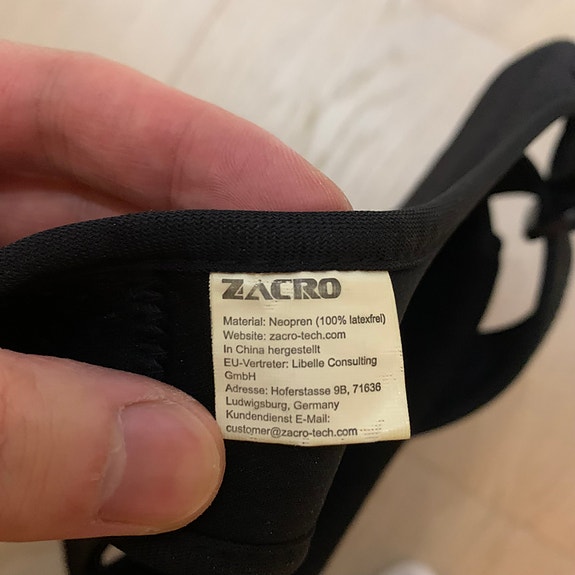 ZACRO
Material: Neopren (100% latexfrei)
Website: zacro-tech.com
In China hergestellt
EU-Vertreter: Libelle Consulting
GmbH
Adresse: Hoferstasse 9B, 71636
Ludwigsburg, Germany
Kundendienst E-Mail:
customer@zacro-tech.com